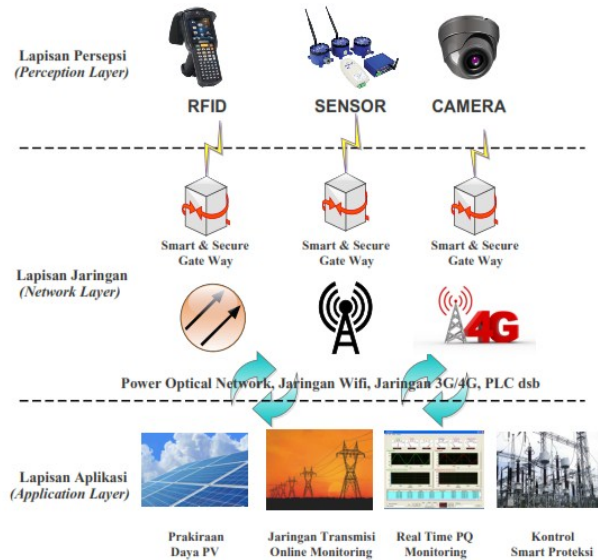 Lapisan Persepsi
(Perception Layer)
RFID
SENSOR
CAMERA
Smart & Secure
Gate Way
Smart & Secure
Gate Way
Smart & Secure
Gate Way
Lapisan Jaringan
(Network Layer)
4G
Power Optical Network, Jaringan Wifi, Jaringan 3G/4G, PLC dsb
Lapisan Aplikasi
(Application Layer)
Prakiraan
Daya PV
Jaringan Transmisi
Online Monitoring
Real Time PQ
Monitoring
Kontrol
Smart Proteksi